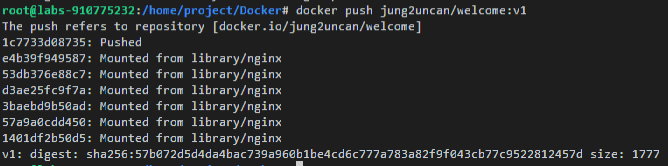 root@labs-910775232:/home/project/Docker# docker push jung2uncan/welcome:v1
The push refers to repository [docker.io/jung2uncan/welcome]
1c7733d08735: Pushed
e4b39f949587: Mounted from library/nginx
53db376e88c7: Mounted from library/nginx
d3ae25fc9f7a: Mounted from library/nginx
3baebd9b50ad: Mounted from library/nginx
57a9a0cdd450: Mounted from library/nginx
1401df2b50d5: Mounted from library/nginx
v1: digest: sha256:57b072d5d4da4bac739a960b1be4cd6c777a783a82f9f043cb77c9522812457d size: 1777